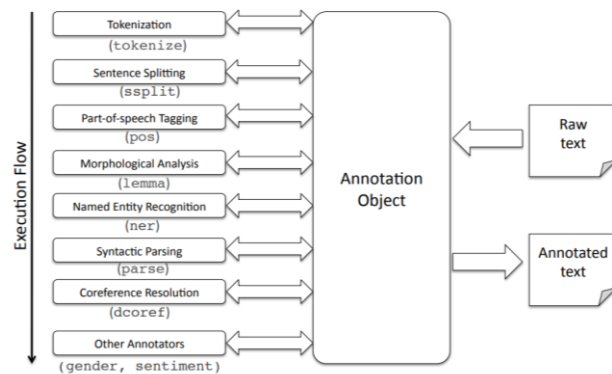 Execution Flow
Tokenization
(tokenize)
Sentence Splitting
(ssplit)
Part-of-speech Tagging
(pos)
Morphological Analysis
(lemma)
Named Entity Recognition
(ner)
Syntactic Parsing
(parse)
Coreference Resolution
(dcoref)
Other Annotators
(gender, sentiment)
Annotation
Object
Raw
text
Annotated
text